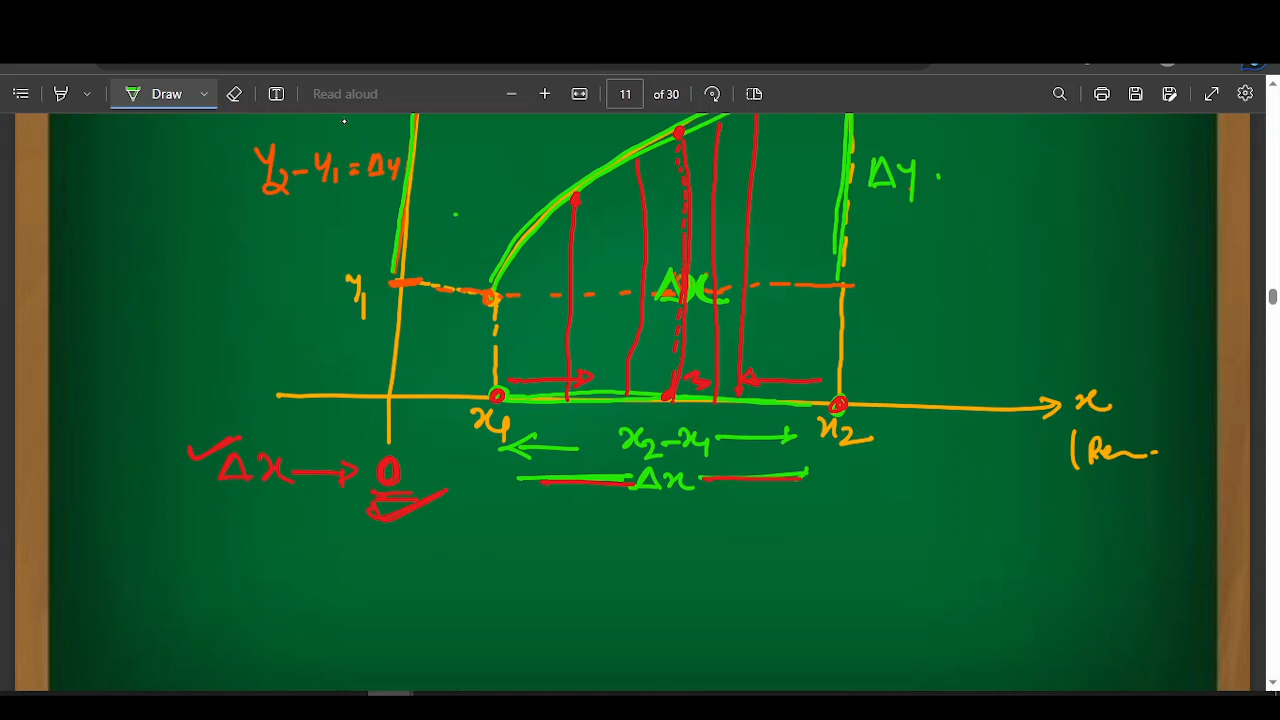 Draw
Read aloud
11 of 30
y2 - y1 = Δy
Δy
y1
Δx
x
x1
x2 - x1
x2
Δx → 0
Δx